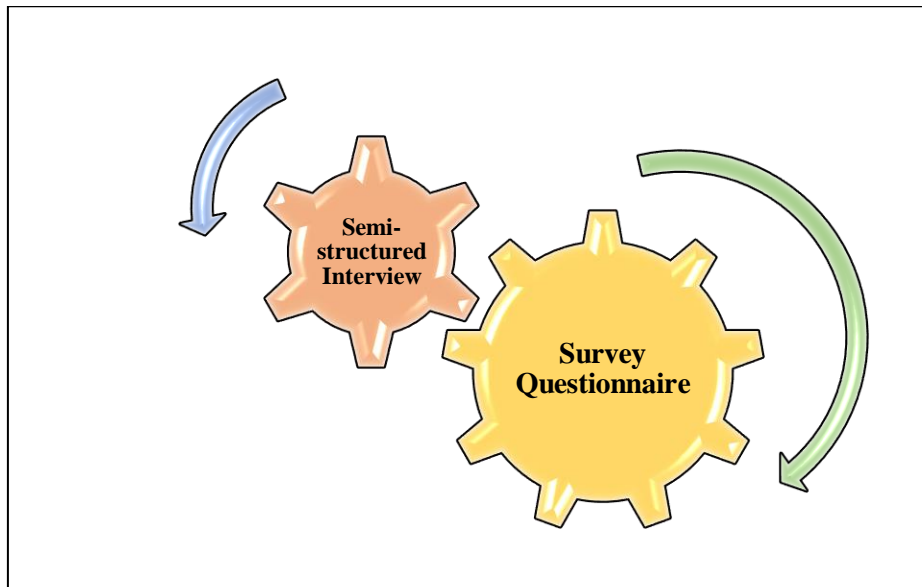 Semi-
structured
Interview
Survey
Questionnaire